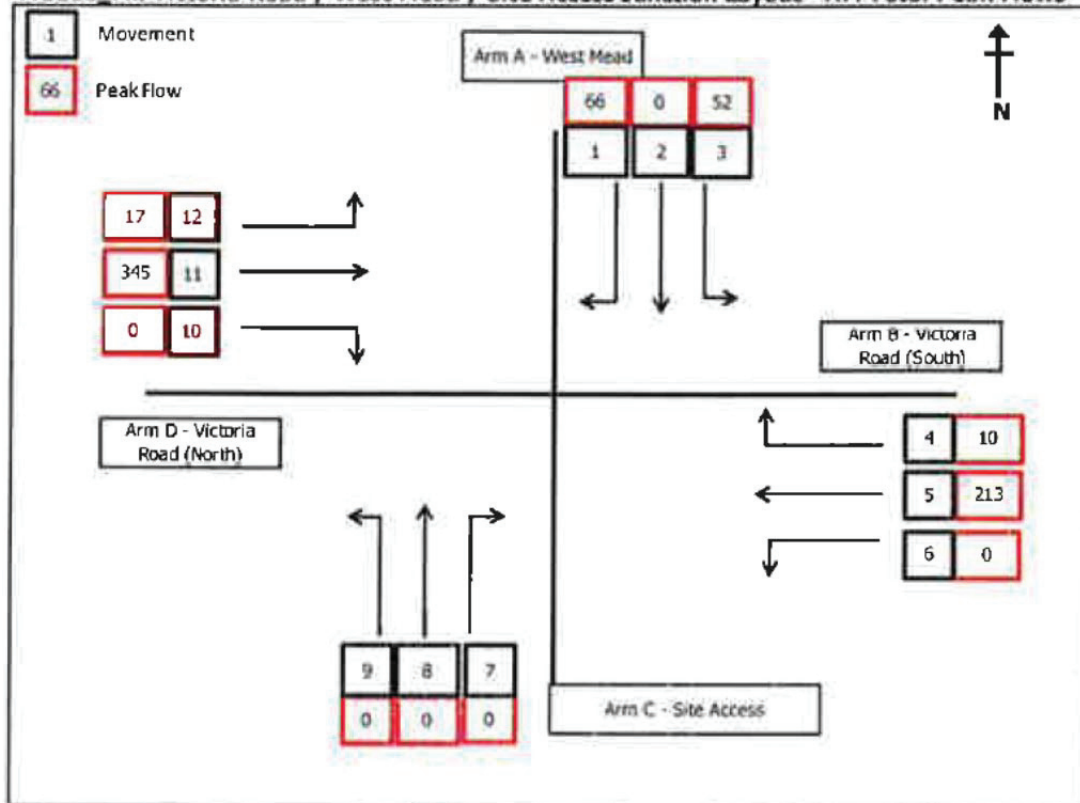 1 Movement
66 Peak Flow
Arm A - West Mead
N
66 0 52
1 2 3
17 12
345 11
0 10
Arm B - Victoria
Road (South)
Arm D - Victoria
Road (North)
4 10
5 213
6 0
9 8 7
0 0 0
Arm C - Site Access